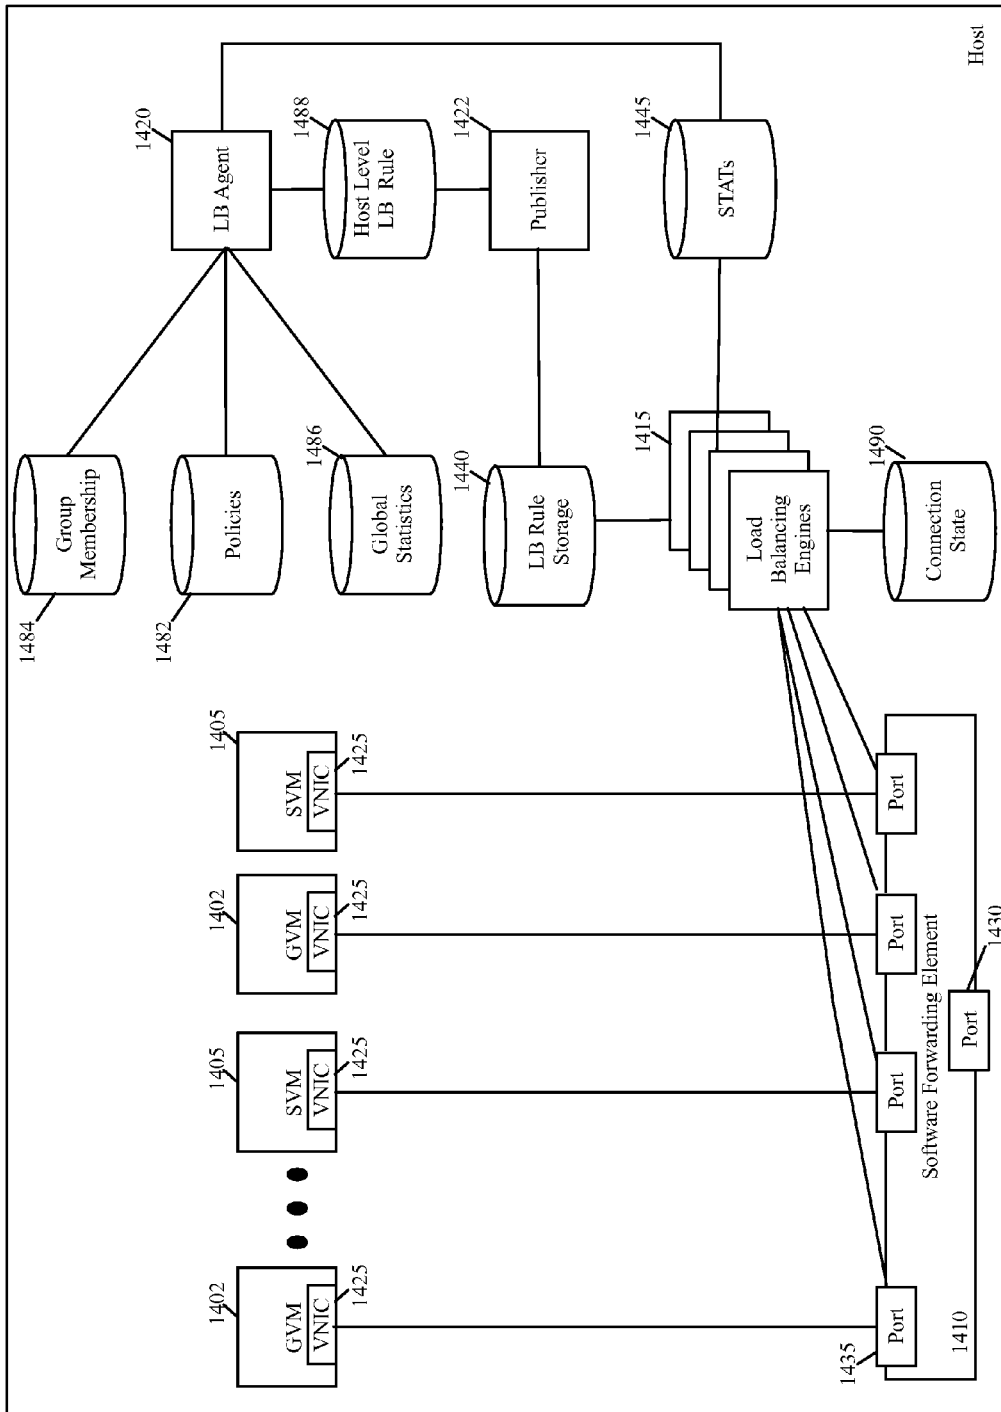 1402
GVM
VNIC
1425
1405
SVM
VNIC
1425
1402
GVM
VNIC
1425
1405
SVM
VNIC
1425
1484
Group
Membership
1482
Policies
1486
Global
Statistics
1420
LB Agent
1488
Host Level
LB Rule
1422
Publisher
1440
LB Rule
Storage
1445
STATs
1415
Load
Balancing
Engines
1490
Connection
State
1435
Port
Port
Port
Port
Software Forwarding Element
1410
Port
1430
Host